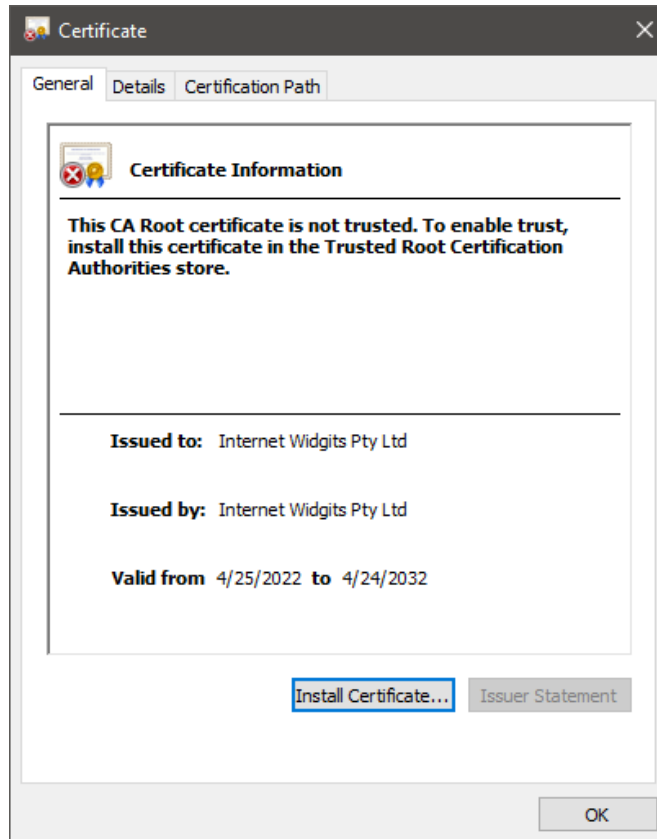 Certificate
General Details Certification Path
Certificate Information
This CA Root certificate is not trusted. To enable trust,
install this certificate in the Trusted Root Certification
Authorities store.
Issued to: Internet Widgits Pty Ltd
Issued by: Internet Widgits Pty Ltd
Valid from 4/25/2022 to 4/24/2032
Install Certificate... Issuer Statement
OK